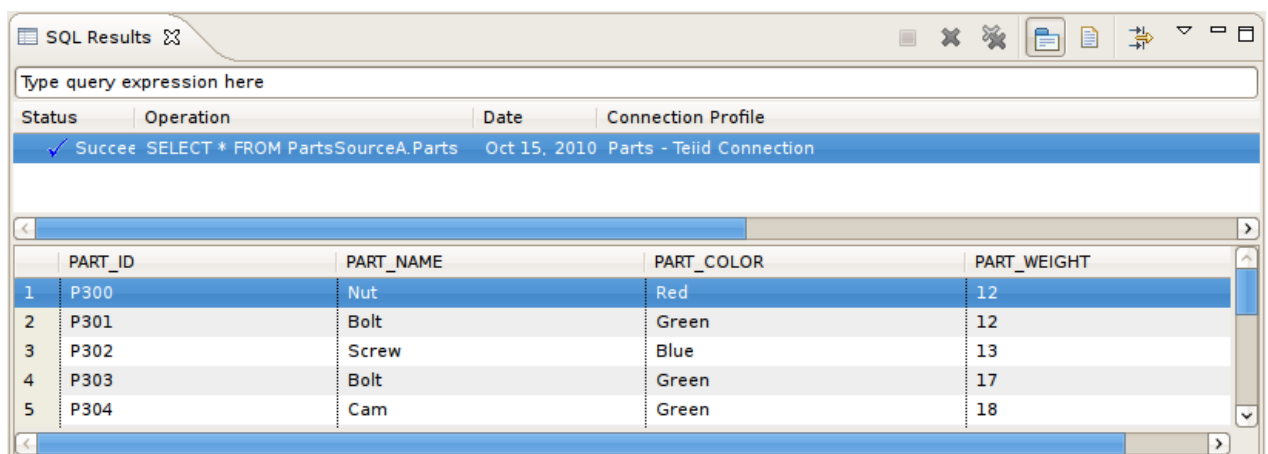 SQL Results
Type query expression here
Status Operation Date Connection Profile
Succee SELECT * FROM PartsSourceA.Parts Oct 15, 2010 Parts - Teiid Connection
PART_ID PART_NAME PART_COLOR PART_WEIGHT
1 P300 Nut Red 12
2 P301 Bolt Green 12
3 P302 Screw Blue 13
4 P303 Bolt Green 17
5 P304 Cam Green 18